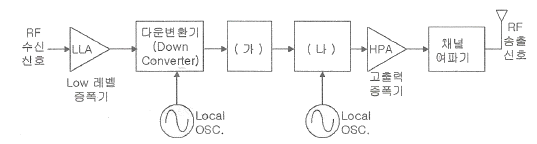 RF
수신
신호
LLA
Low 레벨
증폭기
다운변환기
(Down
Converter)
Local
OSC.
( 가 )
( 나 )
Local
OSC.
HPA
고출력
증폭기
채널
여파기
RF
송출
신호